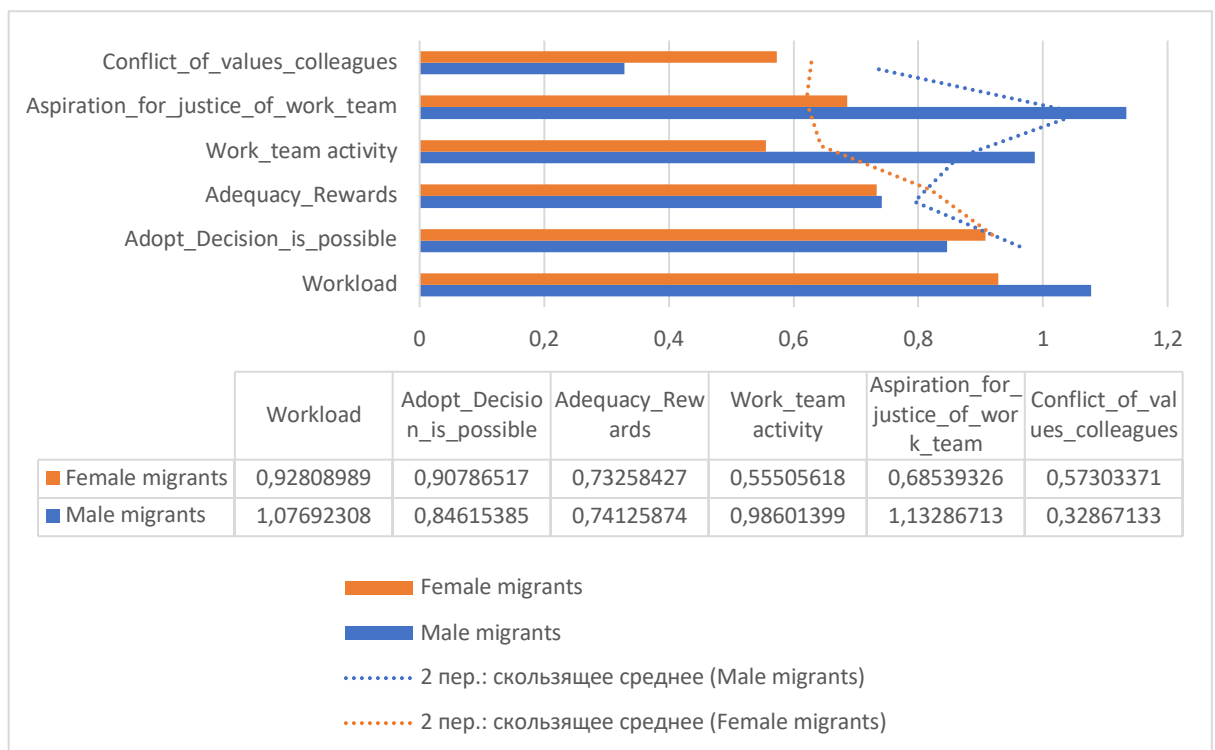 Conflict_of_values_colleagues
Aspiration_for_justice_of_work_team
Work_team activity
Adequacy_Rewards
Adopt_Decision_is_possible
Workload
0 0,2 0,4 0,6 0,8 1 1,2
Workload
Adopt_Decisio
n_is_possible
Adequacy_Rew
ards
Work_team
activity
Aspiration_for_
justice_of_wor
k_team
Conflict_of_val
ues_colleagues
Female migrants 0,92808989 0,90786517 0,73258427 0,55505618 0,68539326 0,57303371
Male migrants 1,07692308 0,84615385 0,74125874 0,98601399 1,13286713 0,32867133
Female migrants
Male migrants
2 пер.: скользящее среднее (Male migrants)
2 пер.: скользящее среднее (Female migrants)